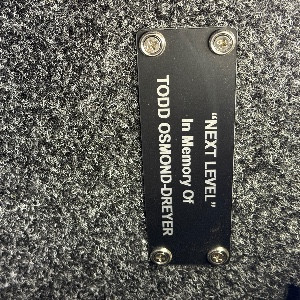 "NEXT LEVEL"
In Memory Of
TODD OSMOND-DREYER